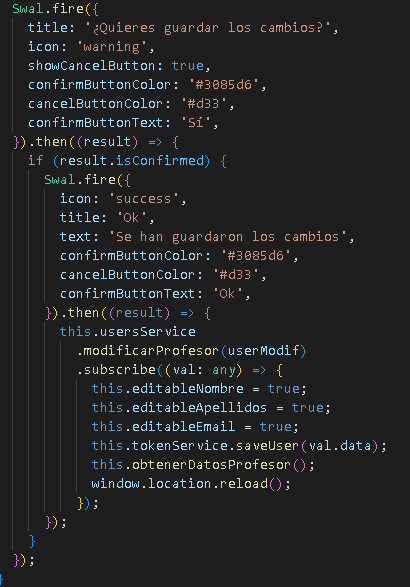 Swal.fire({
  title: '¿Quieres guardar los cambios?',
  icon: 'warning',
  showCancelButton: true,
  confirmButtonColor: '#3085d6',
  cancelButtonColor: '#d33',
  confirmButtonText: 'Sí',
}).then((result) => {
  if (result.isConfirmed) {
    Swal.fire({
      icon: 'success',
      title: 'Ok',
      text: 'Se han guardaron los cambios',
      confirmButtonColor: '#3085d6',
      cancelButtonColor: '#d33',
      confirmButtonText: 'Ok',
    }).then((result) => {
      this.usersService
        .modificarProfesor(userModif)
        .subscribe((val: any) => {
          this.editableNombre = true;
          this.editableApellidos = true;
          this.editableEmail = true;
          this.tokenService.saveUser(val.data);
          this.obtenerDatosProfesor();
          window.location.reload();
        });
    });
  }
});
}